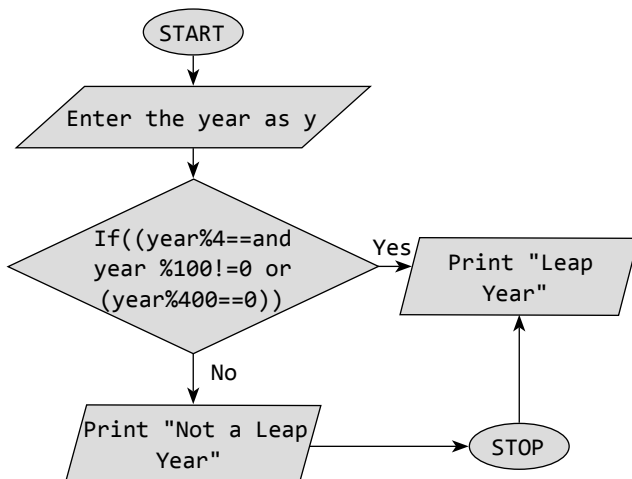 START
Enter the year as y
If((year%4==and
year %100!=0 or
(year%400==0))
Yes
Print "Leap
Year"
No
Print "Not a Leap
Year"
STOP